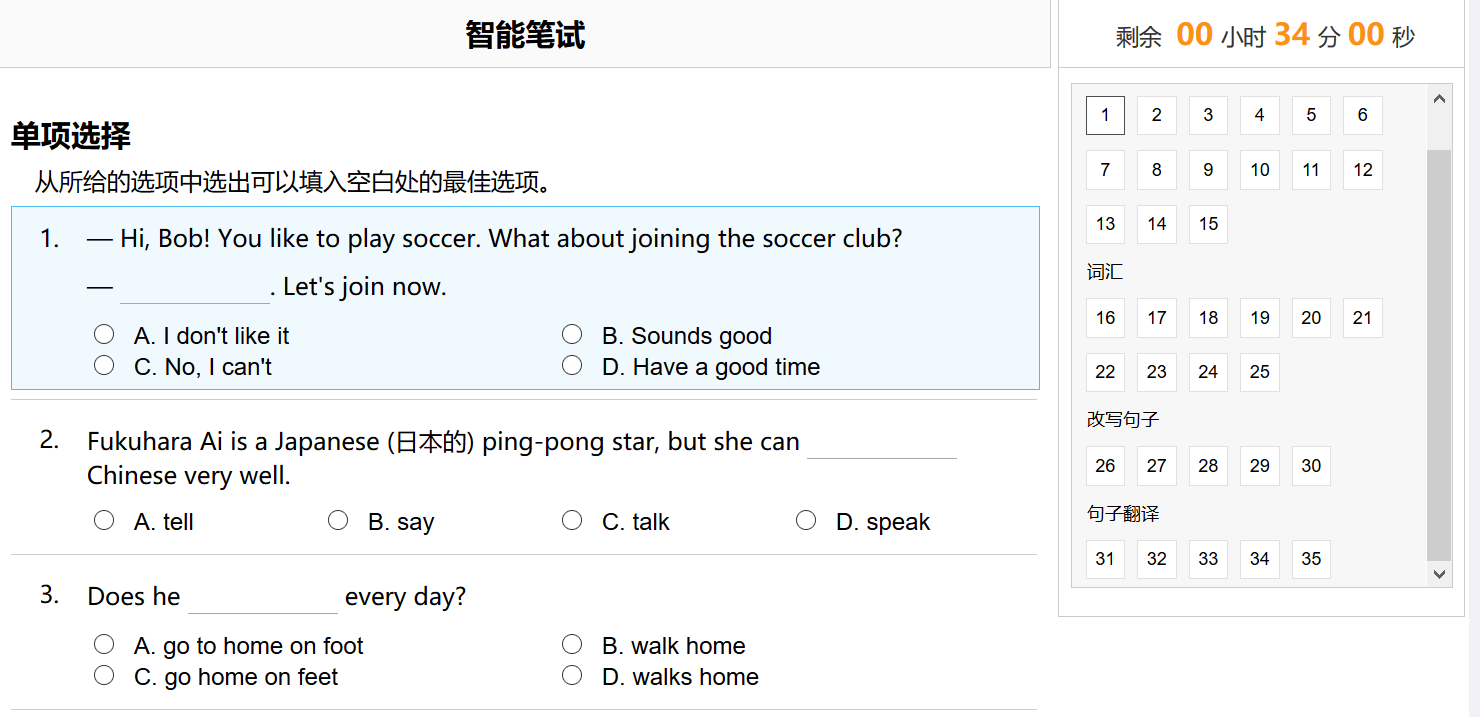 智能笔试
剩余 00 小时 34 分 00 秒
单项选择
从所给的选项中选出可以填入空白处的最佳选项。
1. — Hi, Bob! You like to play soccer. What about joining the soccer club?
— ____________. Let's join now.
A. I don't like it B. Sounds good
C. No, I can't D. Have a good time
2. Fukuhara Ai is a Japanese (日本的) ping-pong star, but she can ____________
Chinese very well.
A. tell B. say C. talk D. speak
3. Does he ____________ every day?
A. go to home on foot B. walk home
C. go home on feet D. walks home
1 2 3 4 5 6
7 8 9 10 11 12
13 14 15
词汇
16 17 18 19 20 21
22 23 24 25
改写句子
26 27 28 29 30
句子翻译
31 32 33 34 35